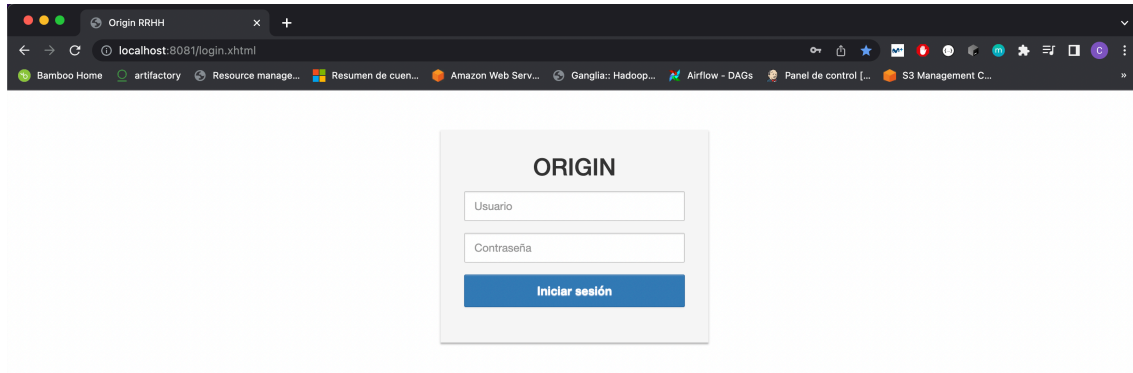 Origin RRHH
localhost:8081/login.xhtml
Bamboo Home artifactory Resource manage... Resumen de cuen... Amazon Web Serv... Ganglia:: Hadoop... Airflow - DAGs Panel de control [... S3 Management C... »
ORIGIN
Usuario
Contraseña
Iniciar sesión